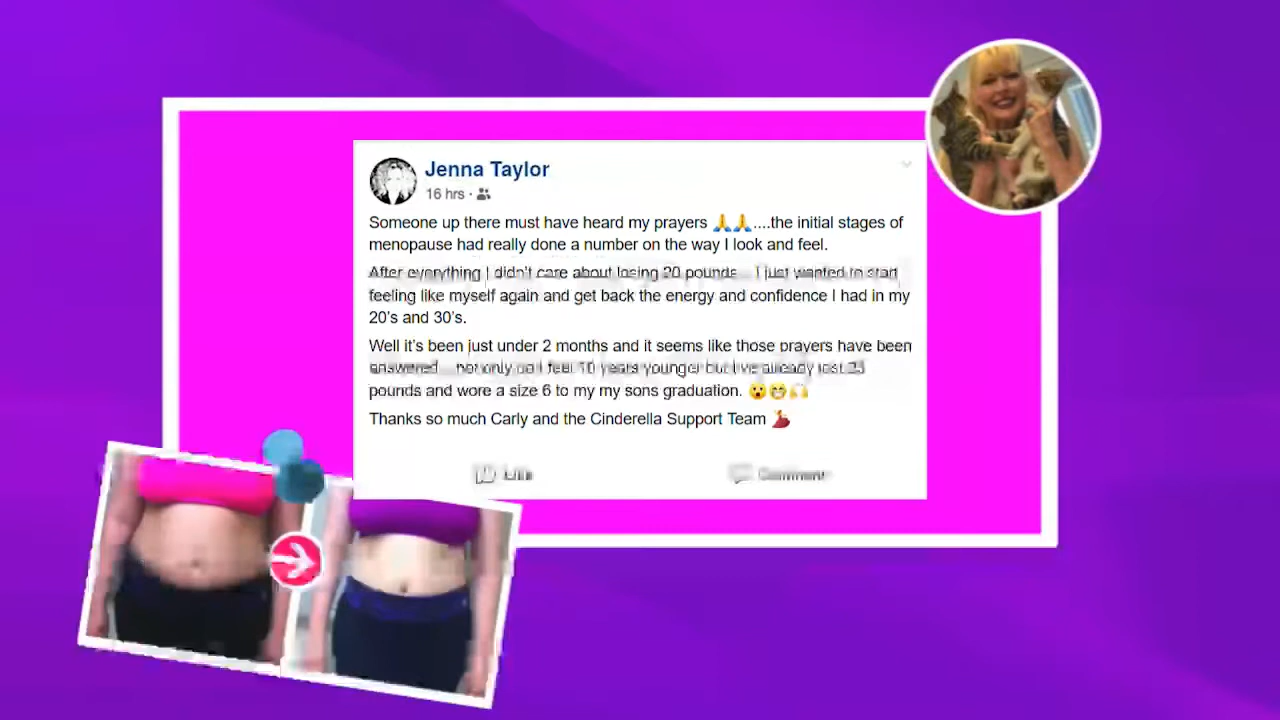 Jenna Taylor
16 hrs ·
Someone up there must have heard my prayers 🙏🙏....the initial stages of
menopause had really done a number on the way I look and feel.
After everything I didn't care about losing 20 pounds... I just wanted to start
feeling like myself again and get back the energy and confidence I had in my
20's and 30's.
Well it's been just under 2 months and it seems like those prayers have been
answered... not only do I feel 10 years younger but I've already lost
pounds and wore a size 6 to my my sons graduation. 😮😁🙌
Thanks so much Carly and the Cinderella Support Team 💃
Like
Comment